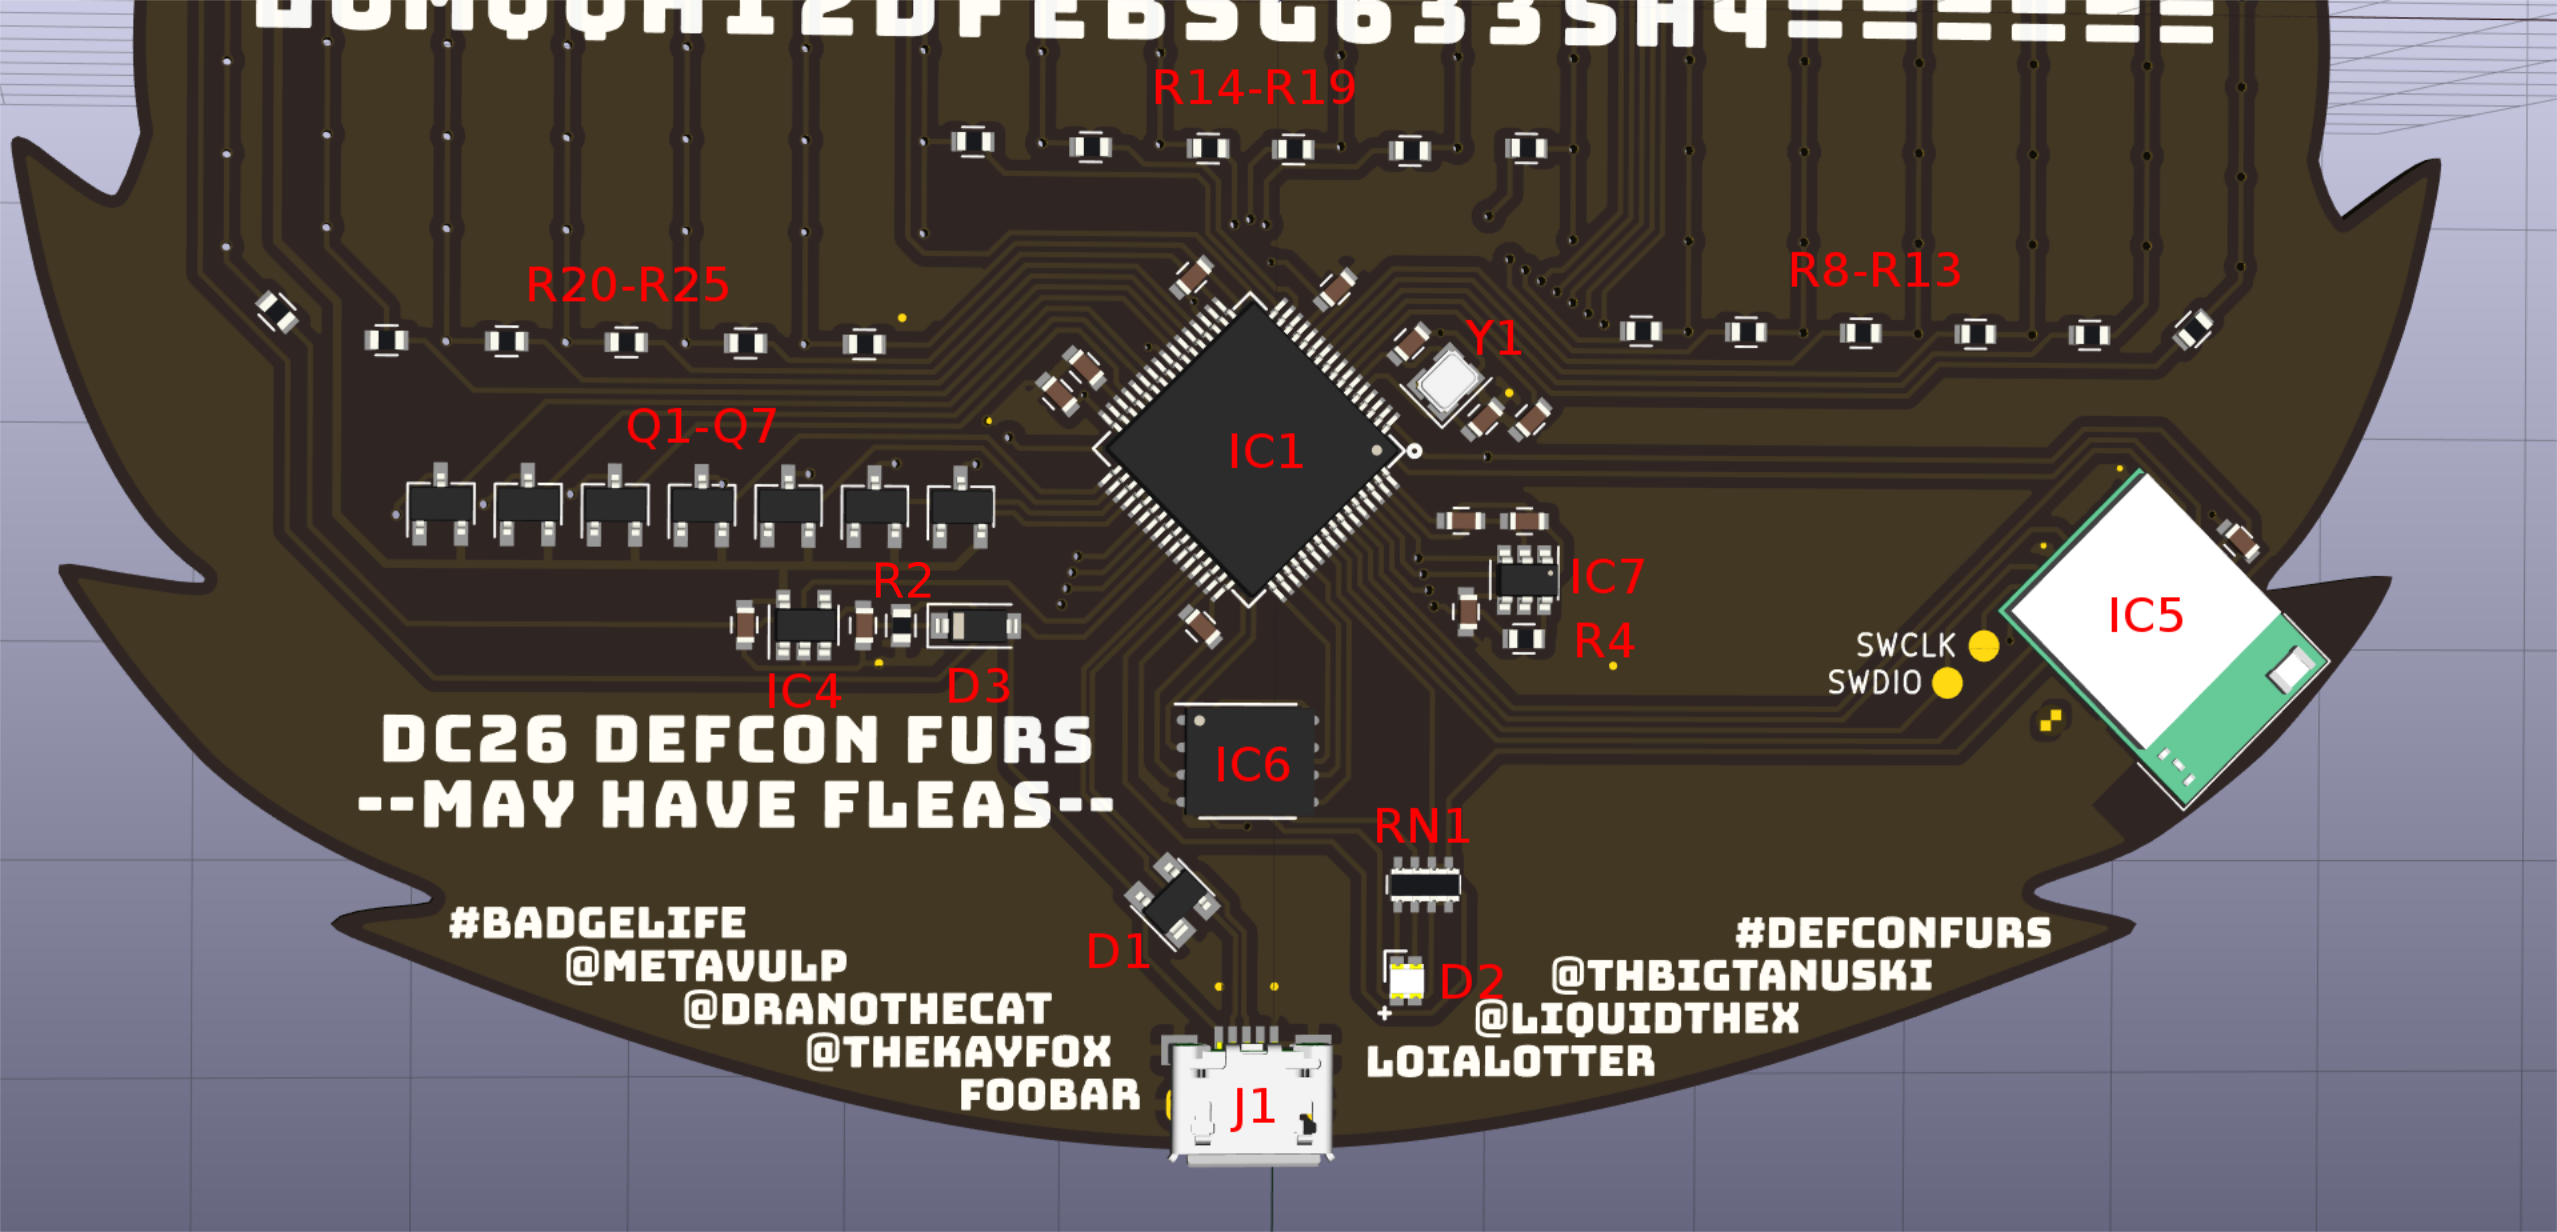 R14-R19
R20-R25
R8-R13
Y1
Q1-Q7
IC1
R2
IC7
R4
IC5
SWCLK
SWDIO
IC4
D3
DC26 DEFCON FURS
--MAY HAVE FLEAS--
IC6
RN1
D1
D2
#BADGELIFE
@METAVULP
@DRANOTHECAT
@THEKAYFOX
FOOBAR
#DEFCONFURS
@THBIGTANUSKI
@LIQUIDTHEX
LOIALOTTER
+
J1